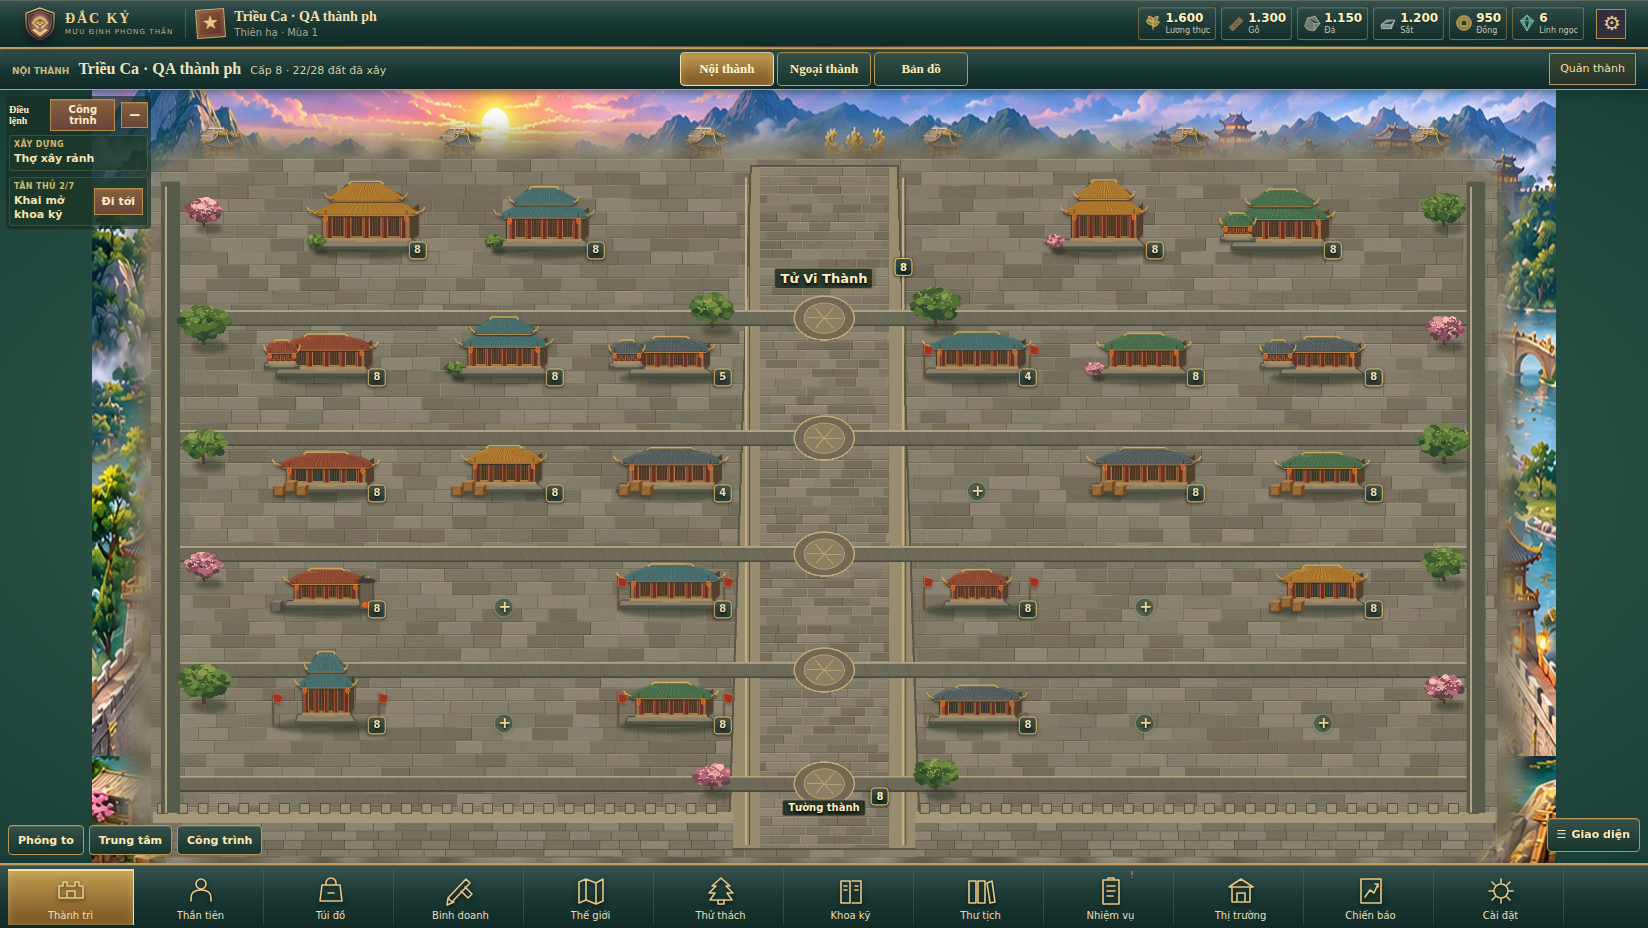 ĐẮC KỶ
MƯU ĐỊNH PHONG THẦN
Triều Ca · QA thành ph
Thiên hạ · Mùa 1
1.600
Lương thực
1.300
Gỗ
1.150
Đá
1.200
Sắt
950
Đồng
6
Linh ngọc
NỘI THÀNH Triều Ca · QA thành ph Cấp 8 · 22/28 đất đã xây
Nội thành
Ngoại thành
Bản đồ
Quản thành
Điều lệnh
Công trình
XÂY DỰNG
Thợ xây rảnh
TÂN THỦ 2/7
Khai mở khoa kỹ
Đi tới
8
8
8
8
8
Tử Vi Thành
8
8
5
4
8
8
8
8
4
8
8
8
8
8
8
8
8
8
8
Tường thành
Phóng to
Trung tâm
Công trình
☰ Giao diện
Thành trì
Thần tiên
Túi đồ
Binh doanh
Thế giới
Thử thách
Khoa kỹ
Thư tịch
!
Nhiệm vụ
Thị trường
Chiến báo
Cài đặt